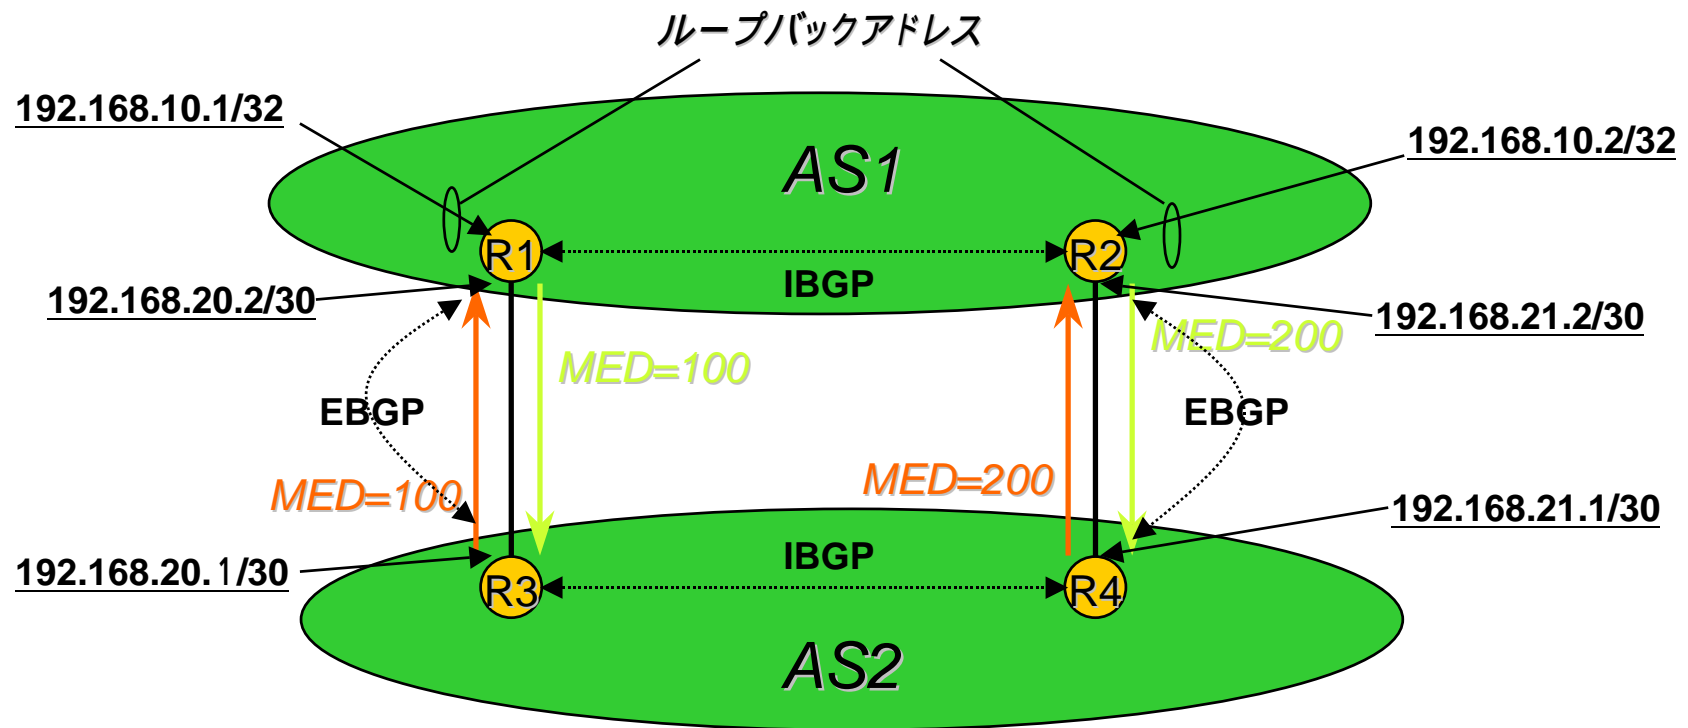 ループバックアドレス
192.168.10.1/32
192.168.10.2/32
AS1
R1
R2
IBGP
192.168.20.2/30
192.168.21.2/30
MED=100
MED=200
EBGP
EBGP
MED=100
MED=200
192.168.21.1/30
IBGP
192.168.20.1/30
R3
R4
AS2